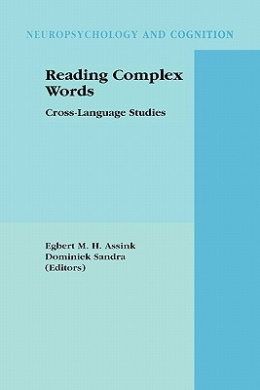 NEUROPSYCHOLOGY AND COGNITION
Reading Complex
Words
Cross-Language Studies
Egbert M. H. Assink
Dominiek Sandra
(Editors)